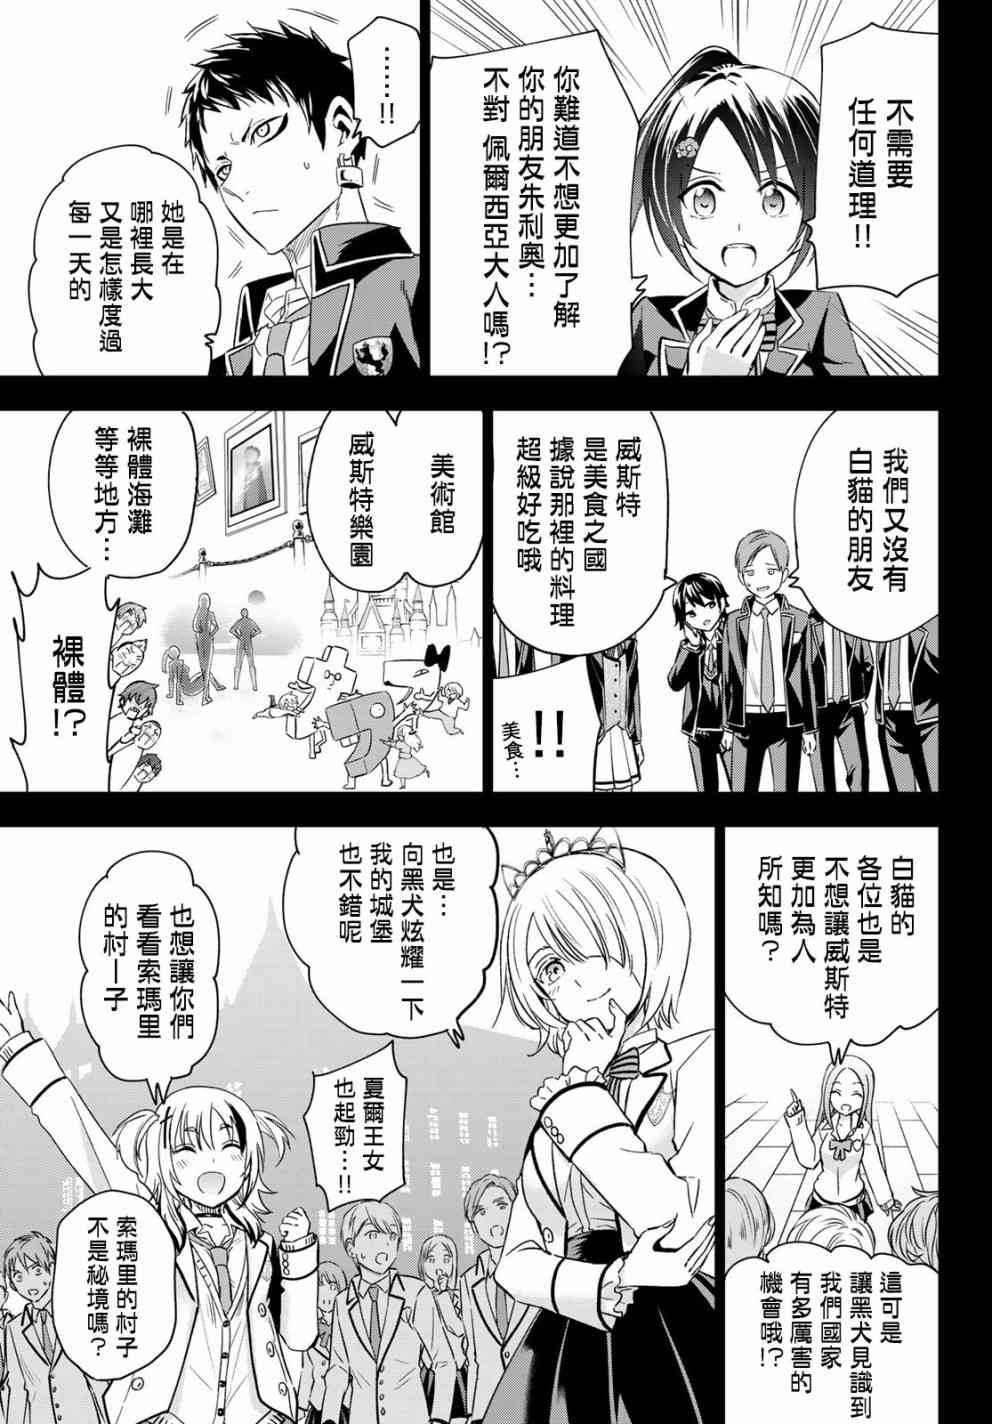 不需要
任何道理!!
你難道不想更加了解
你的朋友朱利奧…
不對 佩爾西亞大人嗎!?
……!!
她是在
哪裡長大
又是怎樣度過
每一天的
我們又沒有
白貓的朋友
威斯特
是美食之國
據說那裡的料理
超級好吃哦
!!
美食…
美術館
威斯特樂園
裸體海灘
等等地方…
裸體!?
白貓的
各位也是
不想讓威斯特
更加為人
所知嗎?
這可是
讓黑犬見識到
我們國家
有多厲害的
機會哦!?
也是…
向黑犬炫耀一下
我的城堡
也不錯呢
夏爾王女
也起勁…!!
也想讓你們
看看索瑪里
的村ー子
索瑪里的村子
不是祕境嗎?